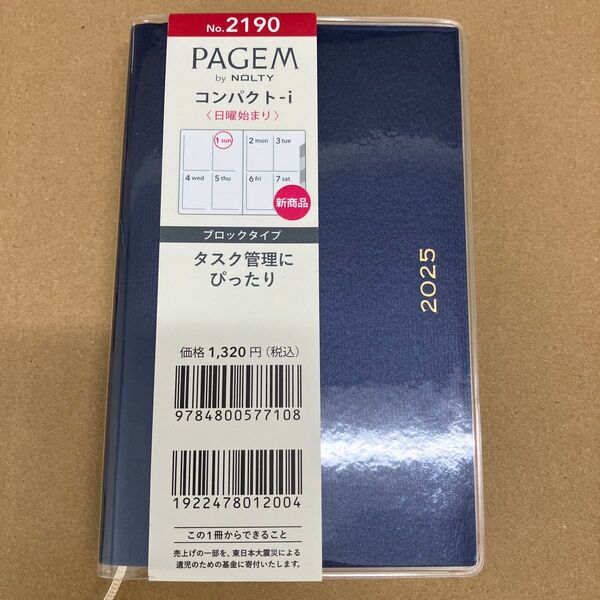 No.2190
PAGEM
by NOLTY
コンパクト-i
〈日曜始まり〉
1 sun 2 mon 3 tue
4 wed 5 thu 6 fri 7 sat
新商品
ブロックタイプ
タスク管理に
ぴったり
価格 1,320 円（税込）
9784800577108
1922478012004
この1冊からできること
売上げの一部を、東日本大震災による
遺児のための基金に寄付いたします。
2025